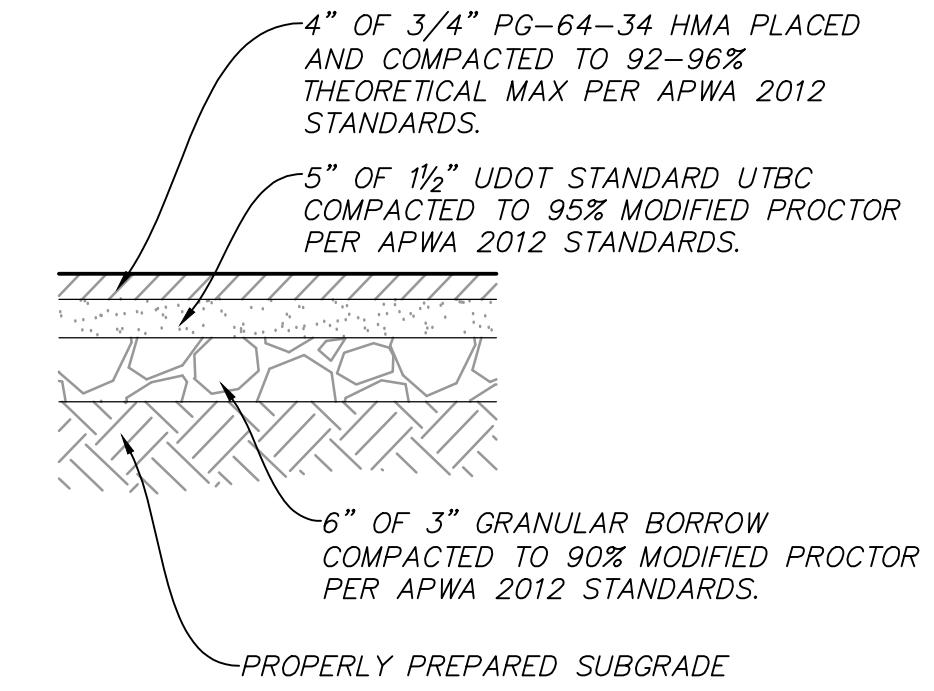 4” OF 3/4” PG-64-34 HMA PLACED
AND COMPACTED TO 92-96%
THEORETICAL MAX PER APWA 2012
STANDARDS.
5” OF 1½” UDOT STANDARD UTBC
COMPACTED TO 95% MODIFIED PROCTOR
PER APWA 2012 STANDARDS.
6” OF 3” GRANULAR BORROW
COMPACTED TO 90% MODIFIED PROCTOR
PER APWA 2012 STANDARDS.
PROPERLY PREPARED SUBGRADE